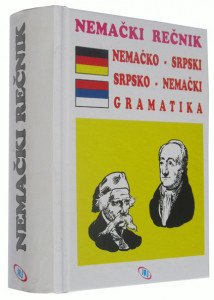 NEMAČKI REČNIK
NEMAČKO - SRPSKI
SRPSKO - NEMAČKI
GRAMATIKA
NEMAČKI REČNIK